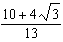 (10 + 4√3) / 13